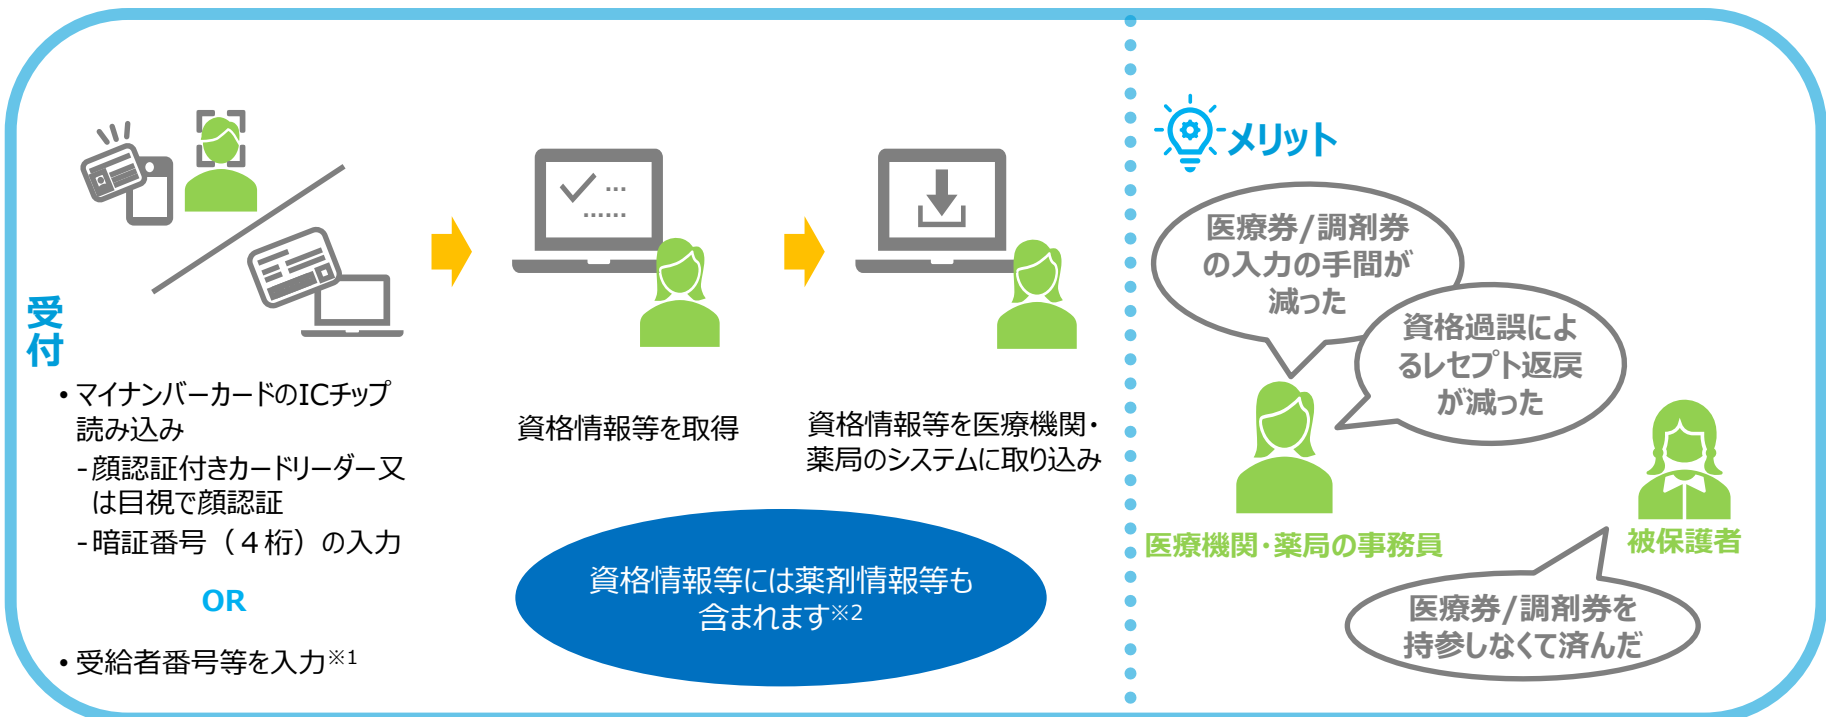 受付
・マイナンバーカードのICチップ
読み込み
-顔認証付きカードリーダー又
は目視で顔認証
-暗証番号（４桁）の入力
OR
・受給者番号等を入力※1
✓ ...
......
資格情報等を取得
資格情報等を医療機関・
薬局のシステムに取り込み
資格情報等には薬剤情報等も
含まれます※2
メリット
医療券/調剤券
の入力の手間が
減った
資格過誤によ
るレセプト返戻
が減った
医療機関・薬局の事務員
被保護者
医療券/調剤券を
持参しなくて済んだ